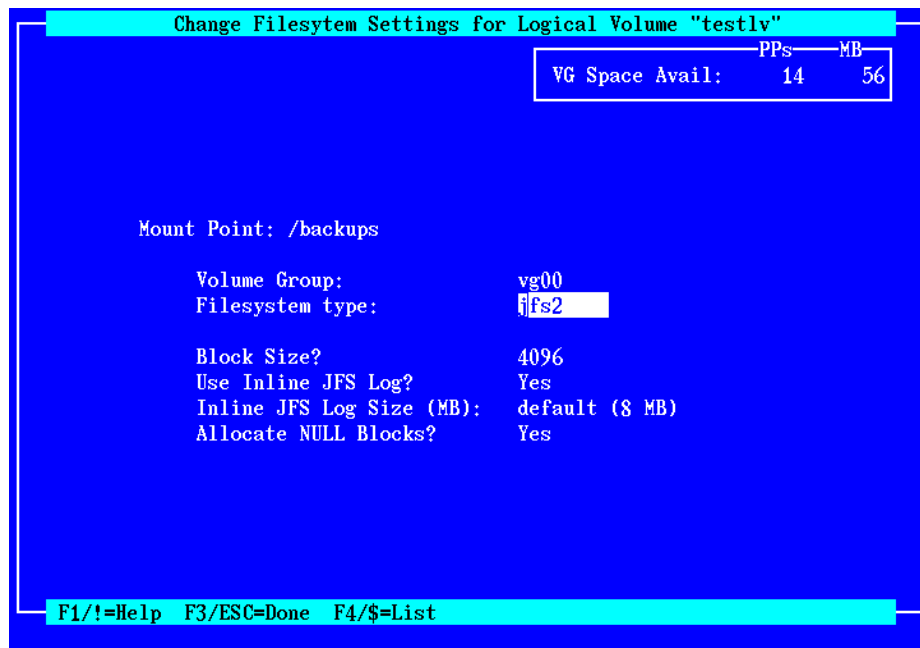 Change Filesytem Settings for Logical Volume "testlv"
PPs MB
VG Space Avail: 14 56
Mount Point: /backups
Volume Group: vg00
Filesystem type: jfs2
Block Size? 4096
Use Inline JFS Log? Yes
Inline JFS Log Size (MB): default (8 MB)
Allocate NULL Blocks? Yes
F1/!=Help F3/ESC=Done F4/$=List